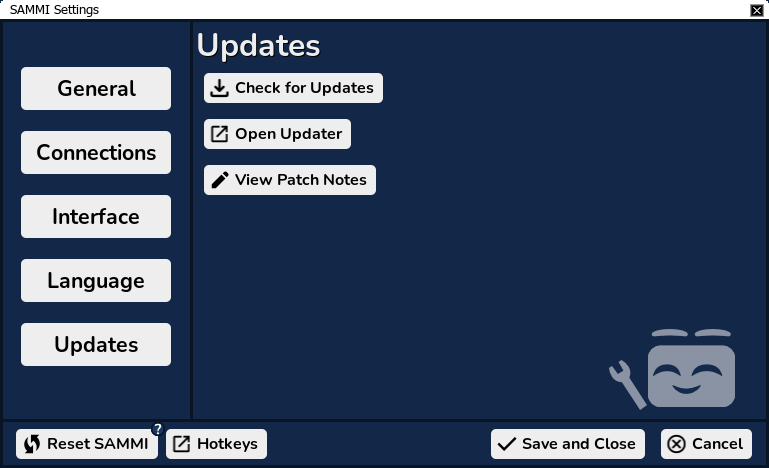 SAMMI Settings
General
Connections
Interface
Language
Updates
Updates
Check for Updates
Open Updater
View Patch Notes
Reset SAMMI ?
Hotkeys
Save and Close
Cancel